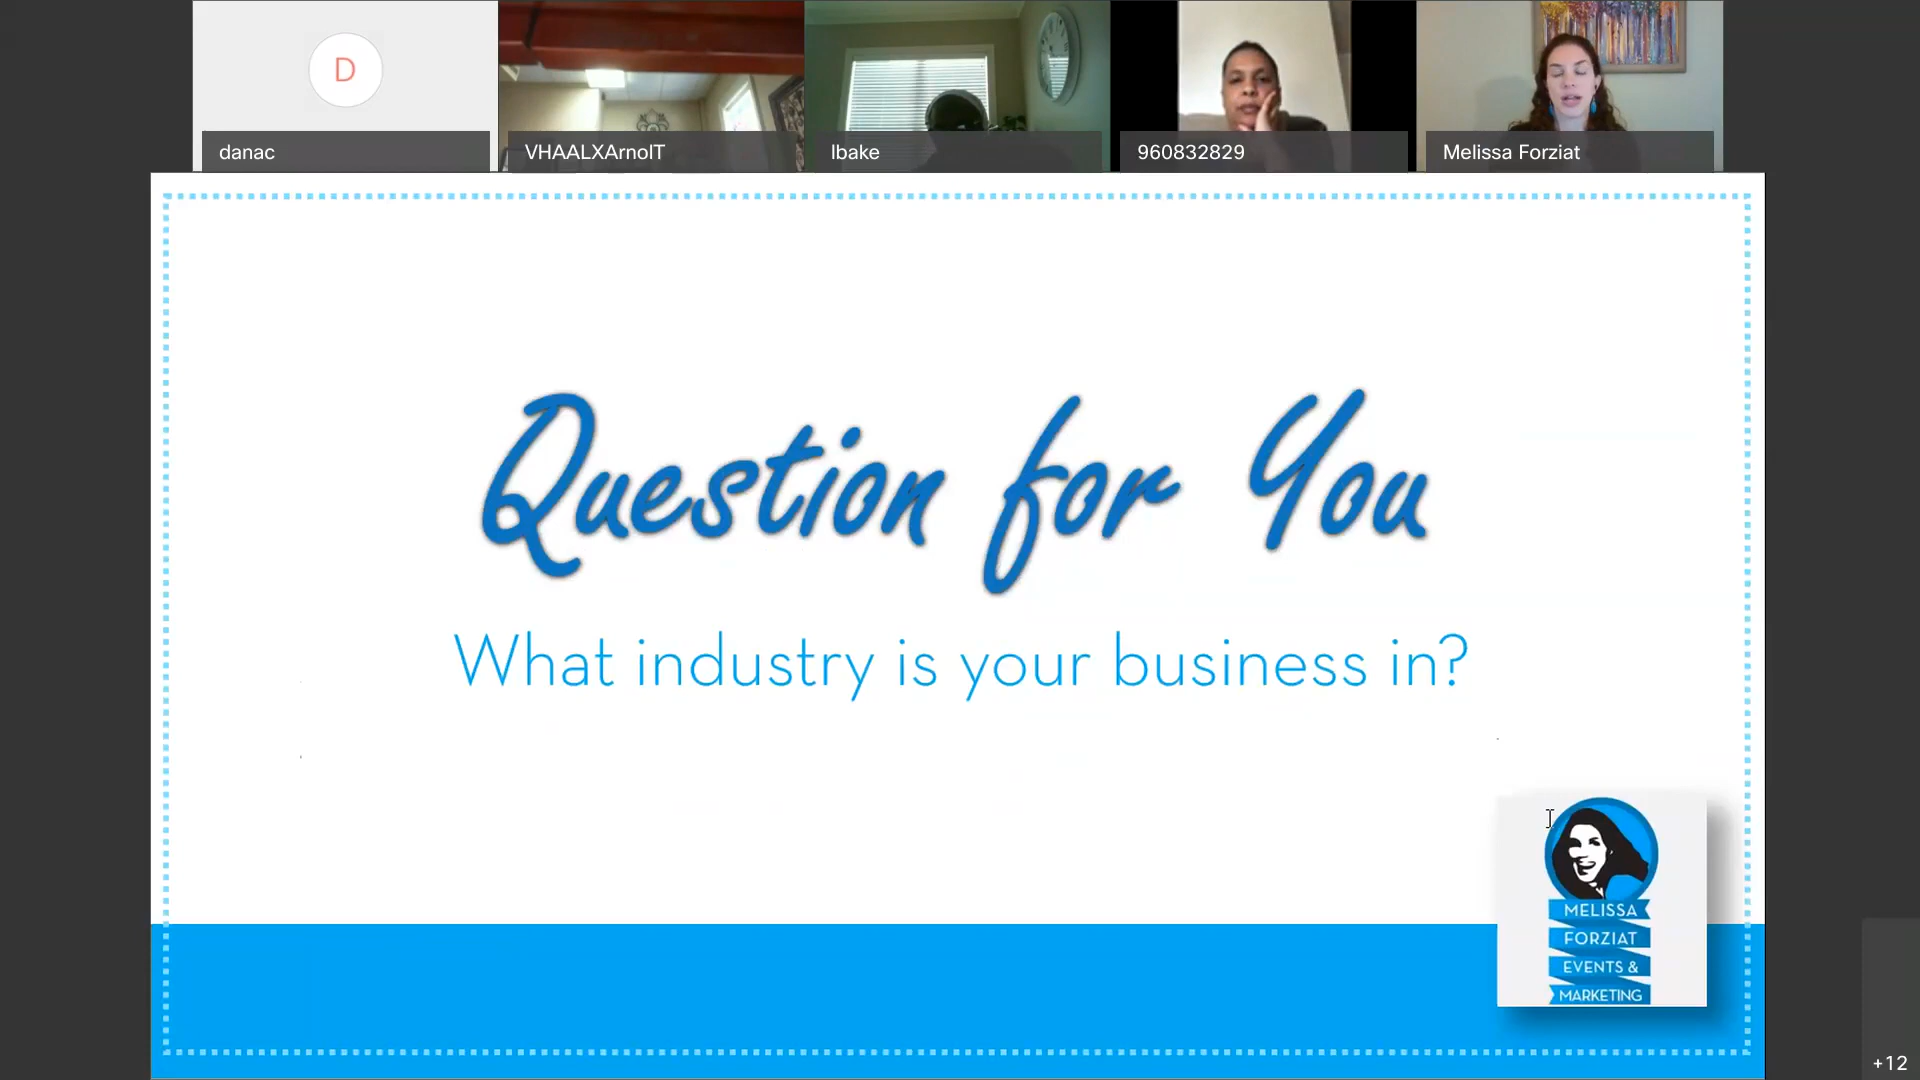 D
danac
VHAALXArnolT
lbake
960832829
Melissa Forziat
Question for You
What industry is your business in?
MELISSA
FORZIAT
EVENTS &
MARKETING
+12